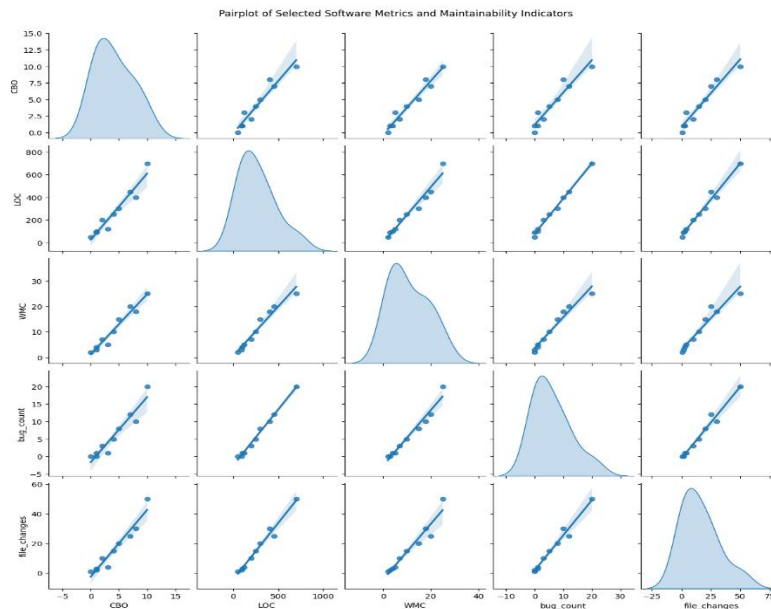 Pairplot of Selected Software Metrics and Maintainability Indicators
CBO
15.0
12.5
10.0
7.5
5.0
2.5
0.0
LOC
800
600
400
200
0
WMC
30
20
10
0
bug_count
20
15
10
5
0
−5
file_changes
60
40
20
0
−5 0 5 10 15
0 500 1000
0 20 40
0 10 20 30
−25 0 25 50 75
CBO LOC WMC bug_count file_changes